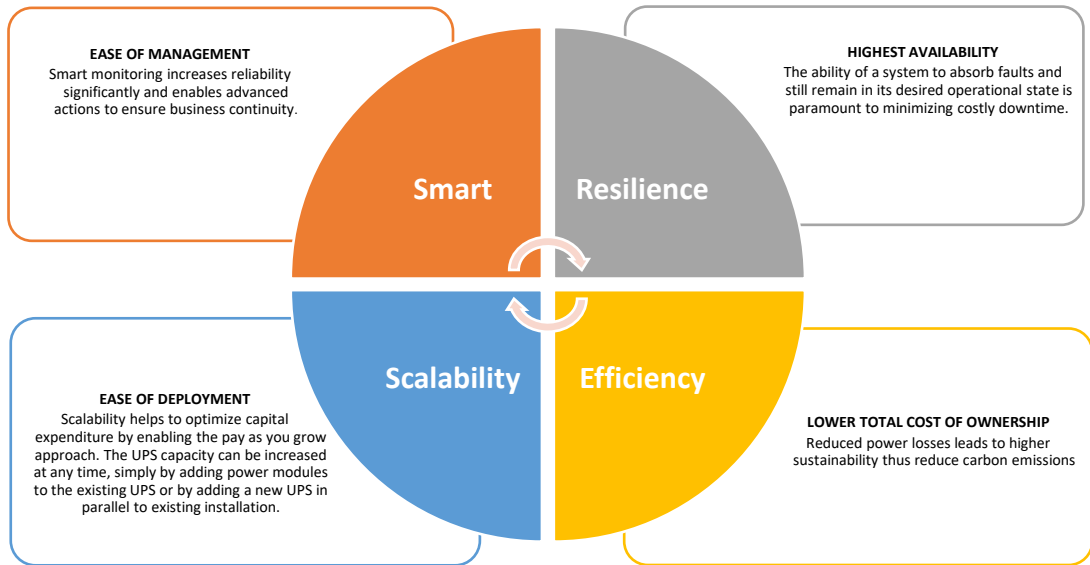 EASE OF MANAGEMENT
Smart monitoring increases reliability
significantly and enables advanced
actions to ensure business continuity.
HIGHEST AVAILABILITY
The ability of a system to absorb faults and
still remain in its desired operational state is
paramount to minimizing costly downtime.
Smart
Resilience
Scalability
Efficiency
EASE OF DEPLOYMENT
Scalability helps to optimize capital
expenditure by enabling the pay as you grow
approach. The UPS capacity can be increased
at any time, simply by adding power modules
to the existing UPS or by adding a new UPS in
parallel to existing installation.
LOWER TOTAL COST OF OWNERSHIP
Reduced power losses leads to higher
sustainability thus reduce carbon emissions